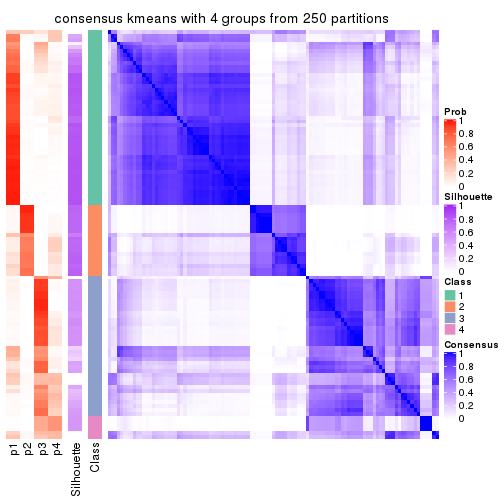 consensus kmeans with 4 groups from 250 partitions
Prob
1
0.8
0.6
0.4
0.2
0
Silhouette
1
0.8
0.6
0.4
0.2
0
Class
1
2
3
4
Consensus
1
0.8
0.6
0.4
0.2
0
p1
p2
p3
p4
Silhouette
Class